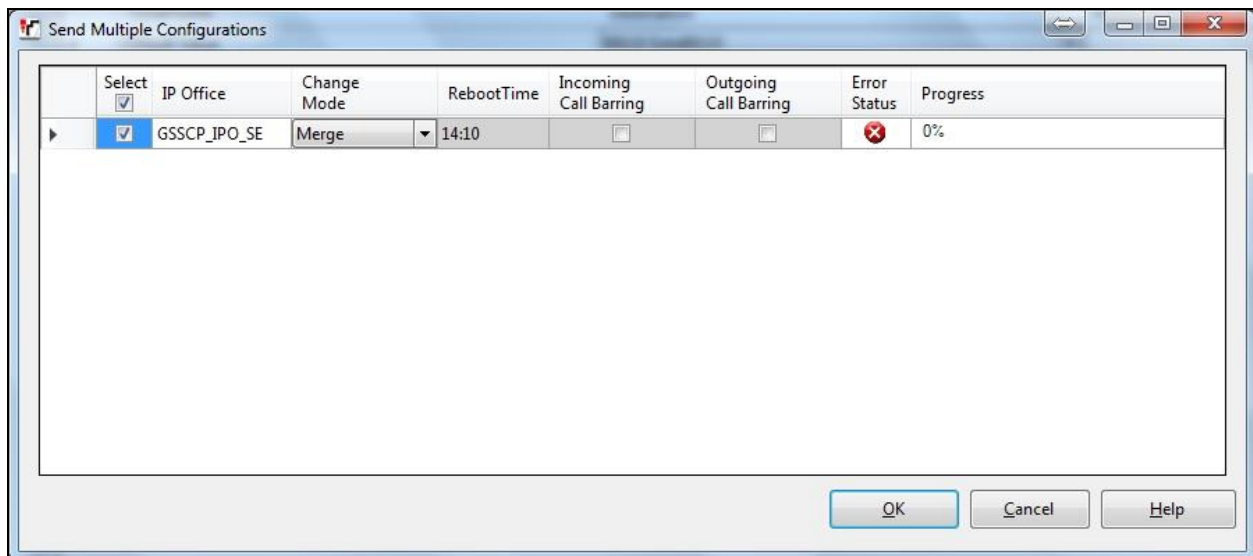 Send Multiple Configurations
Select IP Office Change Mode RebootTime Incoming Call Barring Outgoing Call Barring Error Status Progress
GSSCP_IPO_SE Merge 14:10 0%
OK Cancel Help